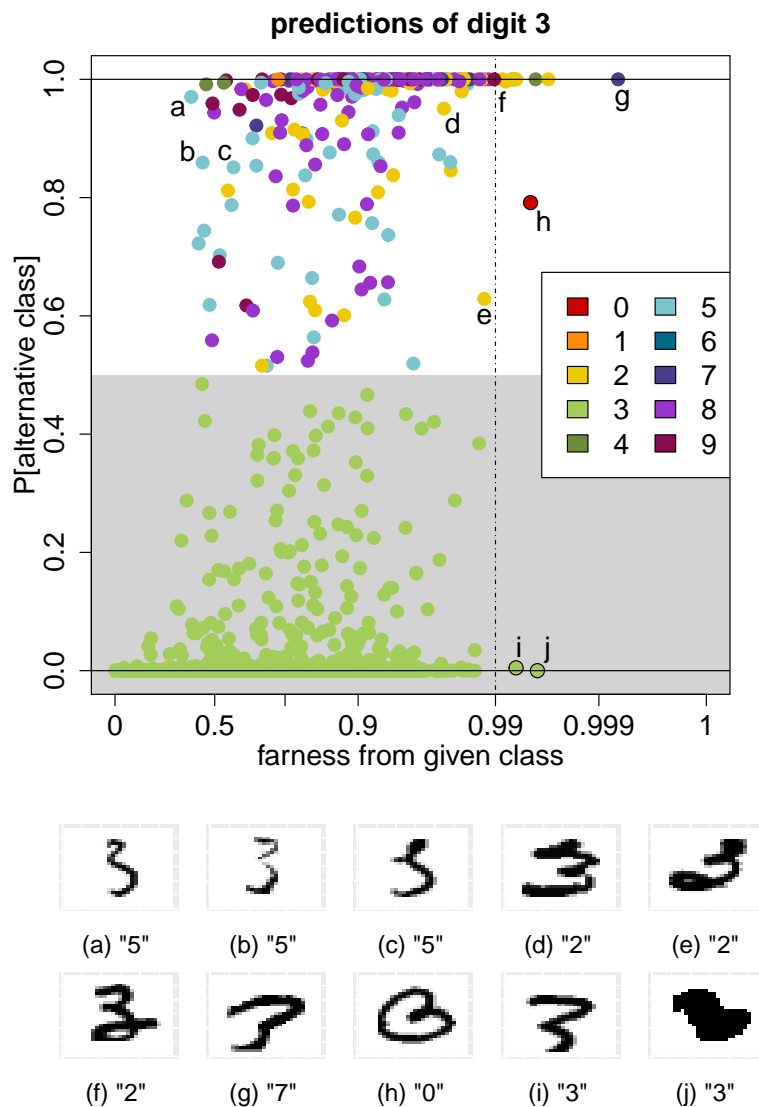 predictions of digit 3
P[alternative class]
1.0
0.8
0.6
0.4
0.2
0.0
a
b
c
d
e
f
g
h
i
j
0 5
1 6
2 7
3 8
4 9
0 0.5 0.9 0.99 0.999 1
farness from given class
(a) "5" (b) "5" (c) "5" (d) "2" (e) "2"
(f) "2" (g) "7" (h) "0" (i) "3" (j) "3"